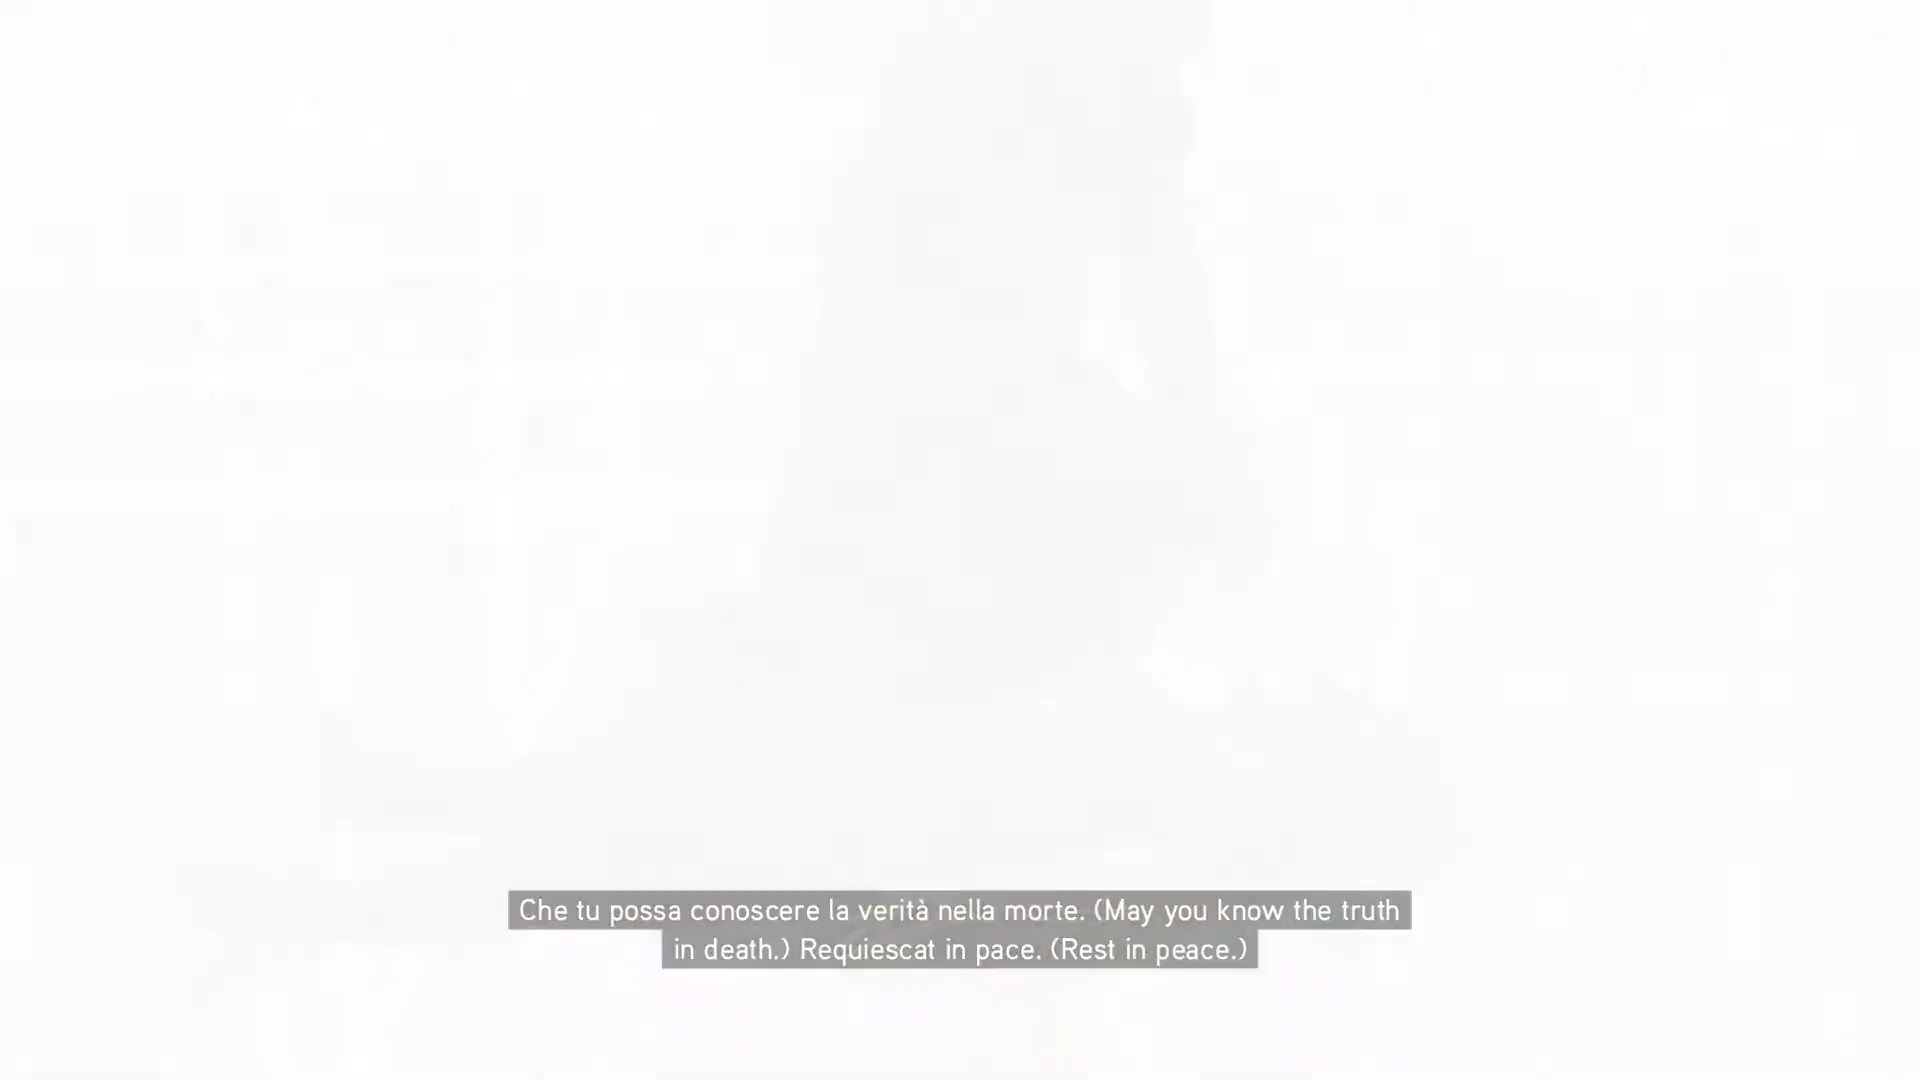 Che tu possa conoscere la verità nella morte. (May you know the truth
in death.) Requiescat in pace. (Rest in peace.)